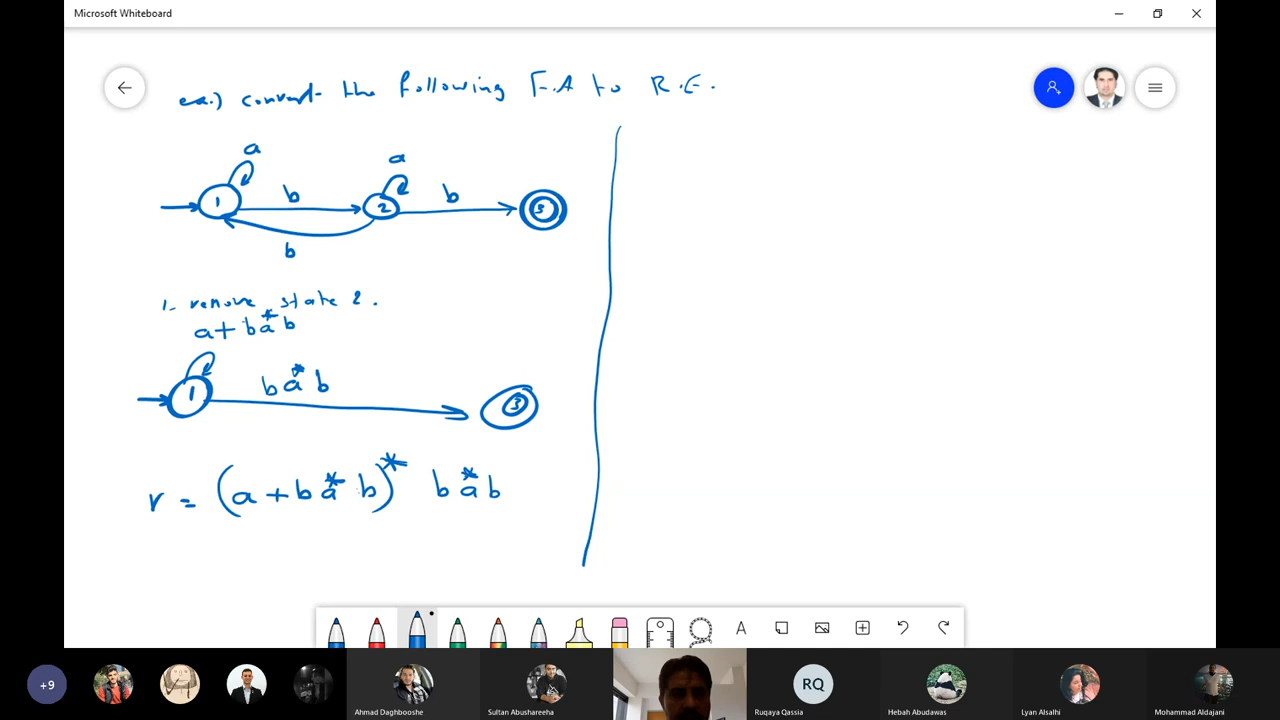 Microsoft Whiteboard
ex.) convert the following F.A to R.E.
a
a
b
b
1
2
3
b
1- remove state 2.
a+ba*b
ba*b
1
3
r = (a+ba*b)* ba*b
A
+9
RQ
Ahmad Daghbooshe
Sultan Abushareeha
Ruqaya Qassia
Hebah Abudawas
Lyan Alsalhi
Mohammad Aldajani